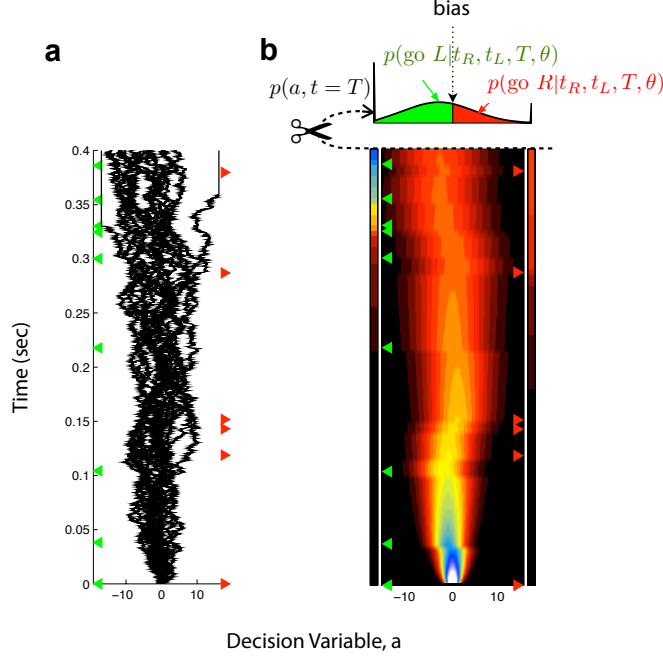 bias
a
b
p(go L|t_R, t_L, T, θ)
p(a, t = T)
p(go R|t_R, t_L, T, θ)
0.4
0.35
0.3
0.25
0.2
0.15
0.1
0.05
0
Time (sec)
−10 0 10
−10 0 10
Decision Variable, a